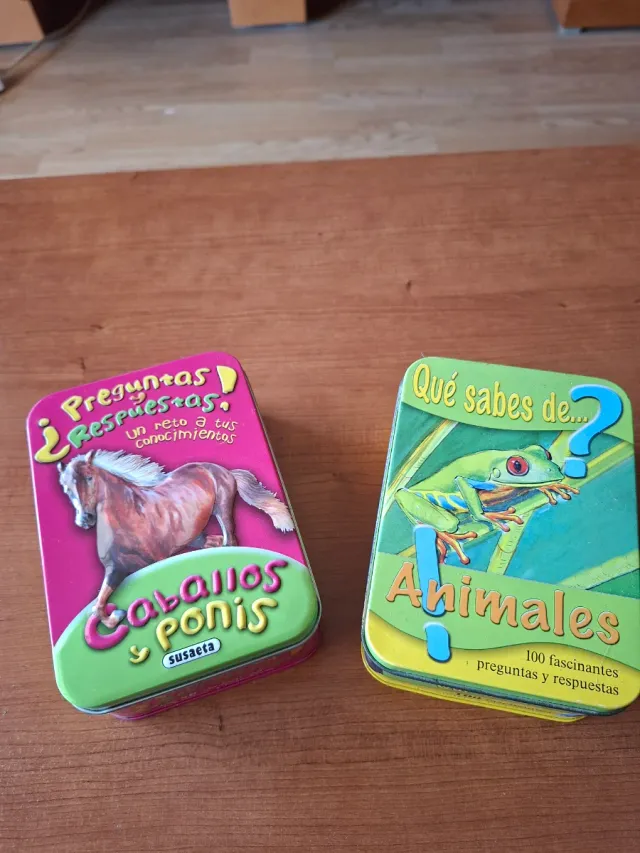 ¿Preguntas
y
Respuestas!
Un reto a tus
conocimientos
Caballos
y ponis
susaeta
Qué sabes de...?
¡Animales
100 fascinantes
preguntas y respuestas